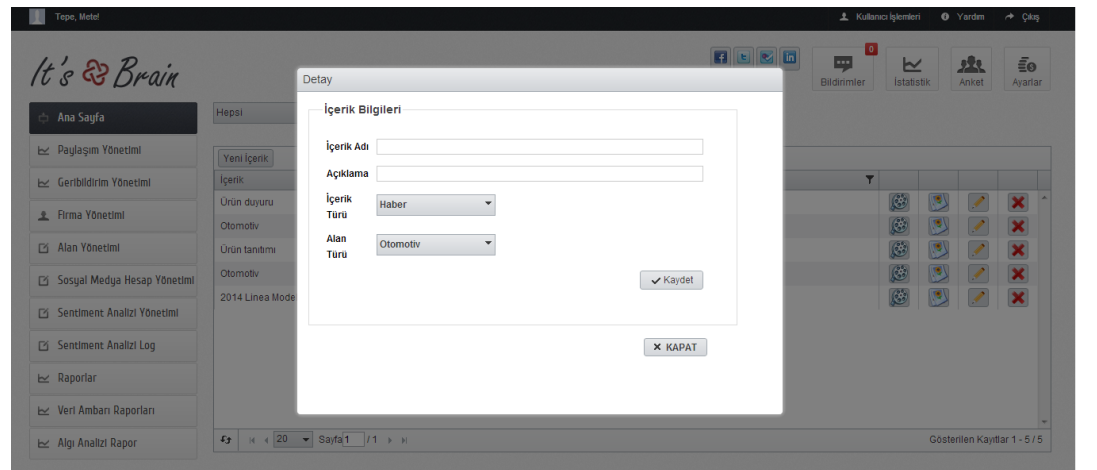 Tepe, Mete!
Kullanıcı İşlemleri
Yardım
Çıkış
It's Brain
0
Bildirimler
İstatistik
Anket
Ayarlar
Ana Sayfa
Paylaşım Yönetimi
Geribildirim Yönetimi
Firma Yönetimi
Alan Yönetimi
Sosyal Medya Hesap Yönetimi
Sentiment Analizi Yönetimi
Sentiment Analizi Log
Raporlar
Veri Ambarı Raporları
Algı Analizi Rapor
Hepsi
Yeni İçerik
İçerik
Ürün duyuru
Otomotiv
Ürün tanıtımı
Otomotiv
2014 Linea Mode
Detay
İçerik Bilgileri
İçerik Adı
Açıklama
İçerik Türü
Haber
Alan Türü
Otomotiv
Kaydet
KAPAT
20
Sayfa 1 / 1
Gösterilen Kayıtlar 1 - 5 / 5